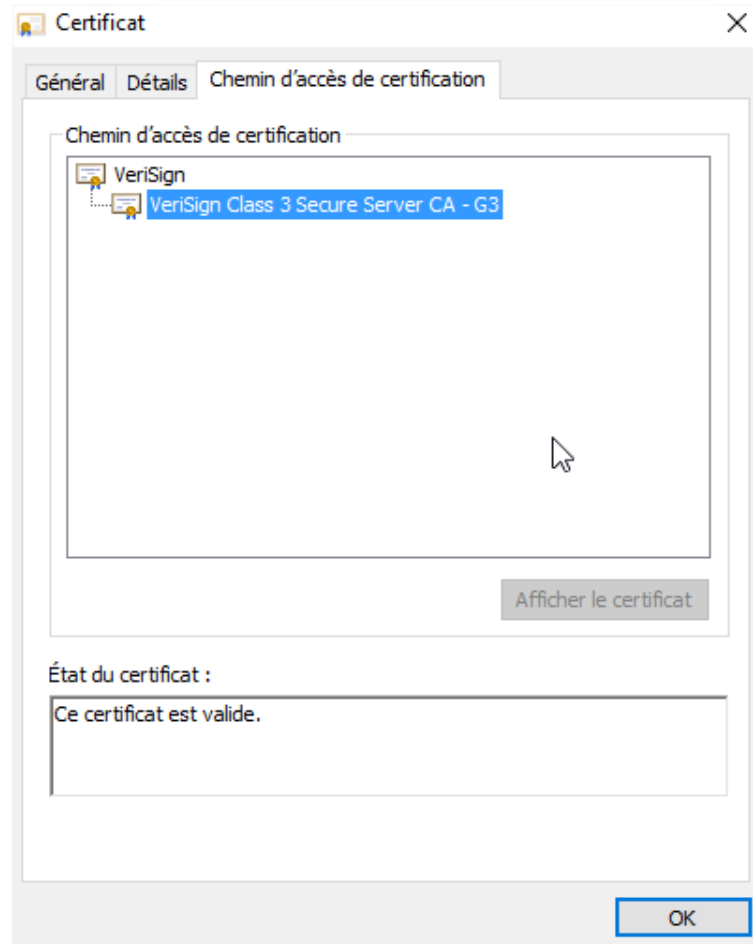 Certificat
Général Détails Chemin d'accès de certification
Chemin d'accès de certification
VeriSign
VeriSign Class 3 Secure Server CA - G3
Afficher le certificat
État du certificat :
Ce certificat est valide.
OK